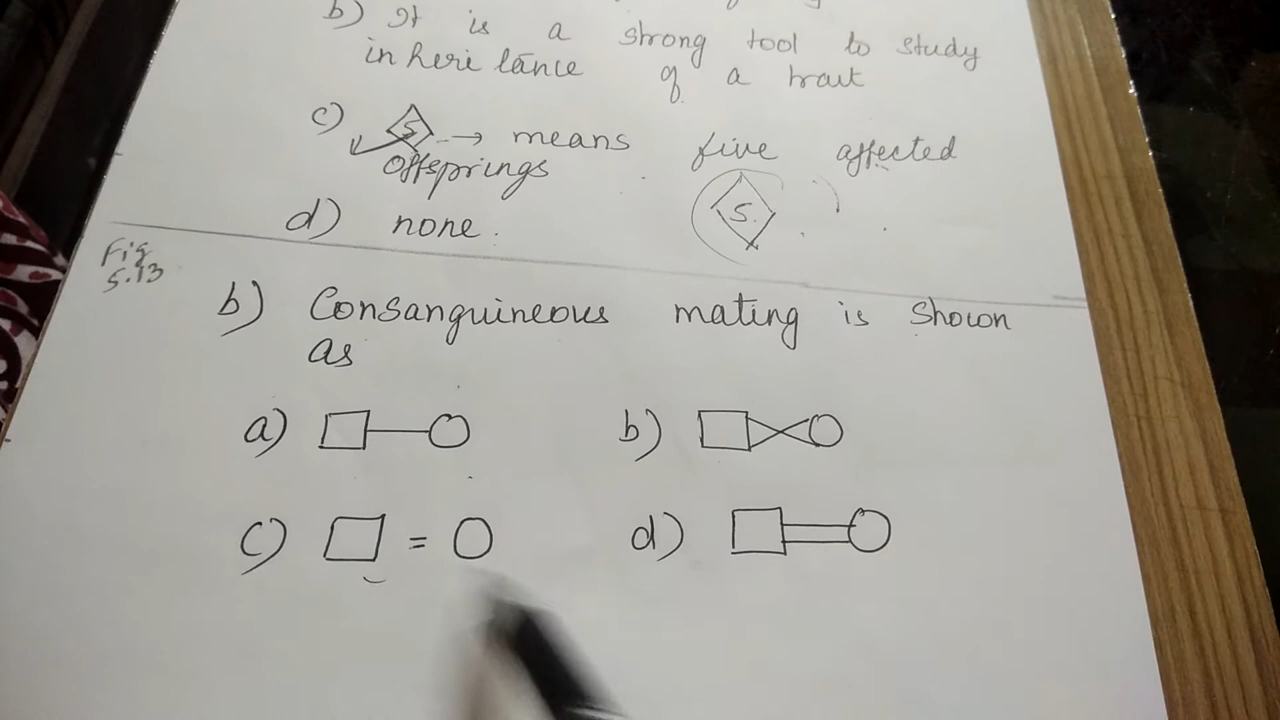 b) It is a strong tool to study
inheritance of a trait
c) 5 → means five affected
offsprings
5
d) none.
Fig
5.13
b) Consanguineous mating is shown
as
a)
b)
c) =
d)